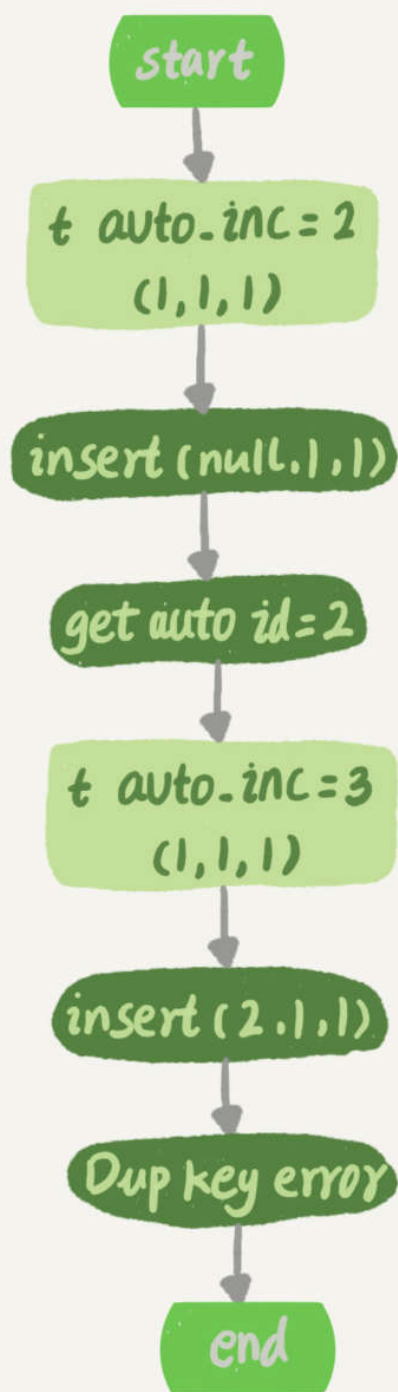 start
t auto_inc = 2
(1,1,1)
insert (null.1,1)
get auto id=2
t auto_inc = 3
(1,1,1)
insert (2.1,1)
Dup key error
end